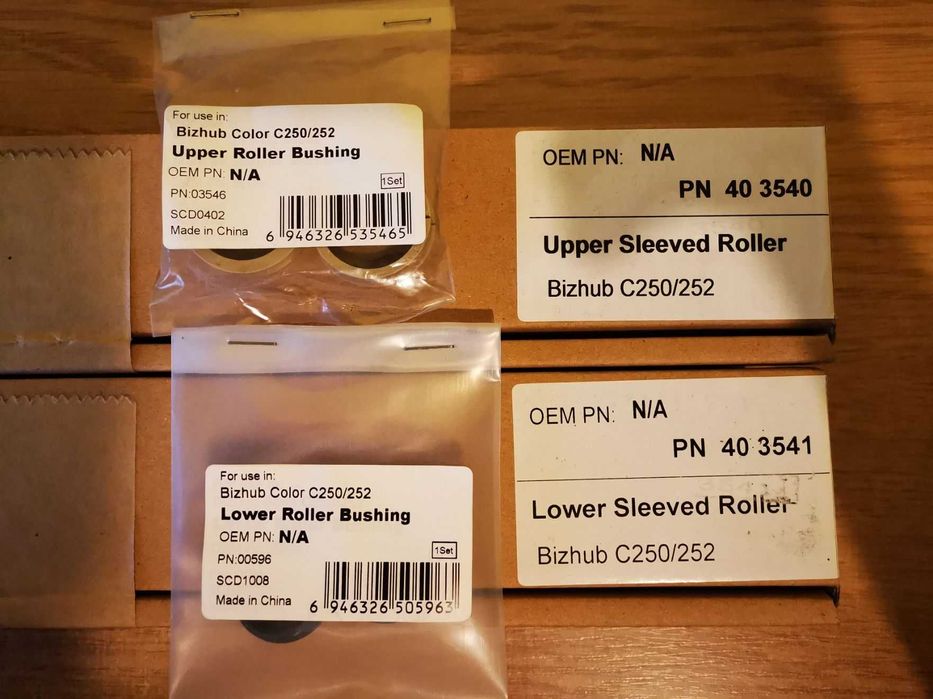 For use in:
Bizhub Color C250/252
Upper Roller Bushing
OEM PN: N/A
1Set
PN:03546
SCD0402
Made in China
6 946326 535465
OEM PN: N/A
PN 40 3540
Upper Sleeved Roller
Bizhub C250/252
For use in:
Bizhub Color C250/252
Lower Roller Bushing
OEM PN: N/A
1Set
PN:00596
SCD1008
Made in China
6 946326 505963
OEM PN: N/A
PN 40 3541
Lower Sleeved Roller
Bizhub C250/252